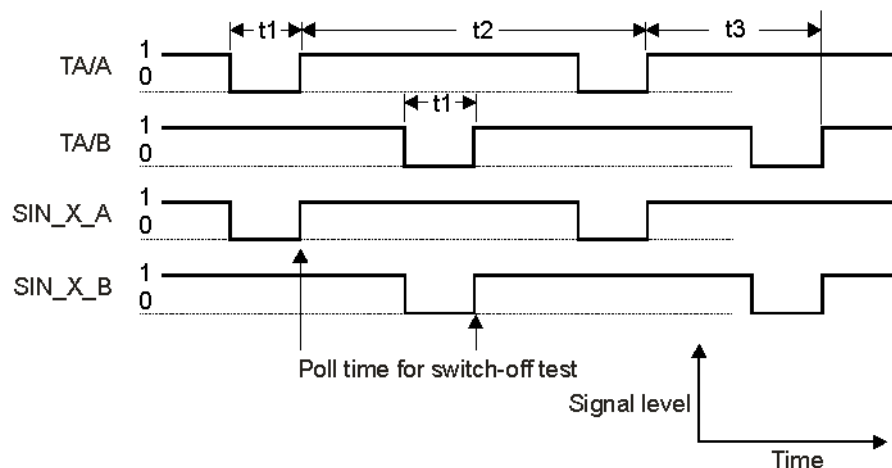 t1 t2 t3
TA/A 1 0
t1
TA/B 1 0
SIN_X_A 1 0
SIN_X_B 1 0
Poll time for switch-off test
Signal level
Time